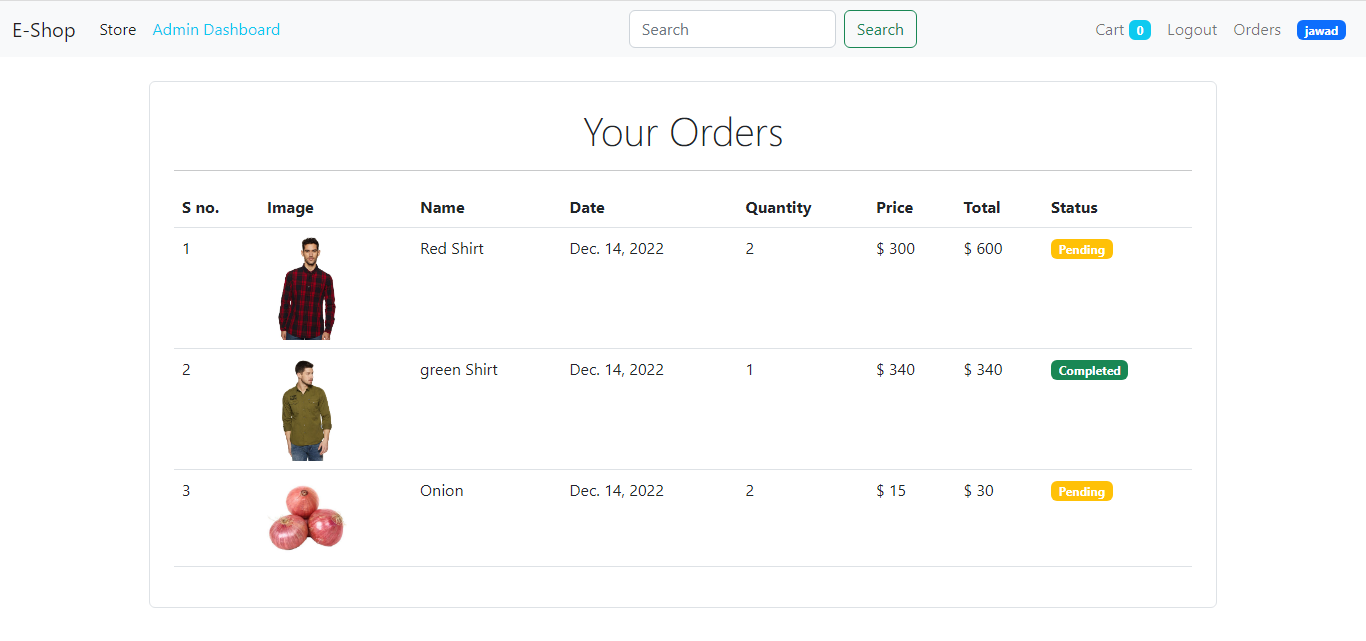 E-Shop Store Admin Dashboard Search Search Cart 0 Logout Orders jawad
Your Orders
S no. Image Name Date Quantity Price Total Status
1 Red Shirt Dec. 14, 2022 2 $ 300 $ 600 Pending
2 green Shirt Dec. 14, 2022 1 $ 340 $ 340 Completed
3 Onion Dec. 14, 2022 2 $ 15 $ 30 Pending